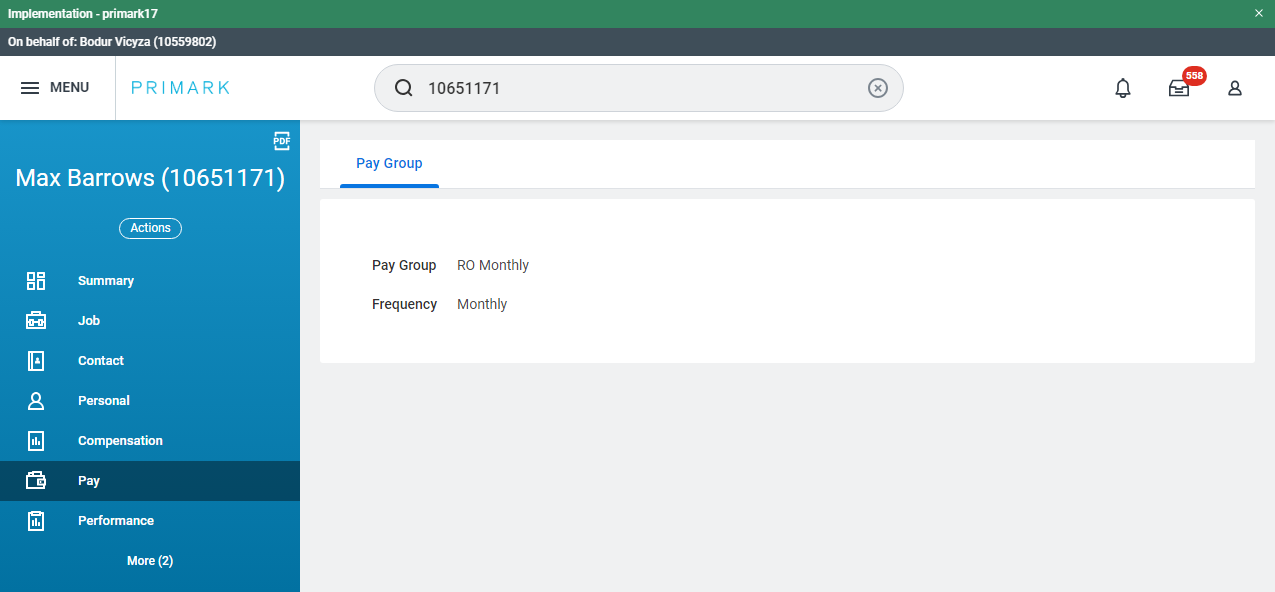 Implementation - primark17
On behalf of: Bodur Vicyza (10559802)
MENU
PRIMARK
10651171
558
PDF
Max Barrows (10651171)
Actions
Summary
Job
Contact
Personal
Compensation
Pay
Performance
More (2)
Pay Group
Pay Group RO Monthly
Frequency Monthly